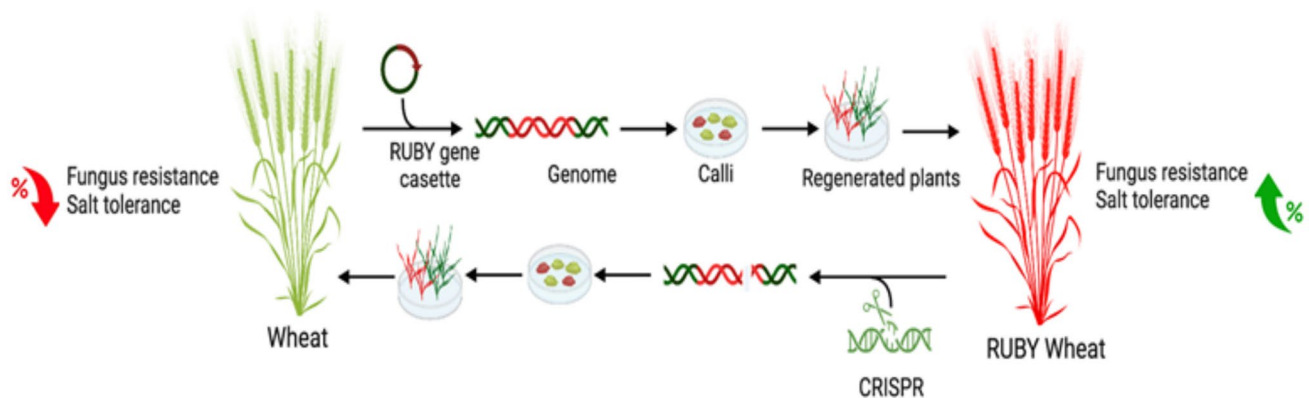 RUBY gene
casette
Genome
Calli
Regenerated plants
%
Fungus resistance
Salt tolerance
Fungus resistance
Salt tolerance
%
Wheat
RUBY Wheat
CRISPR